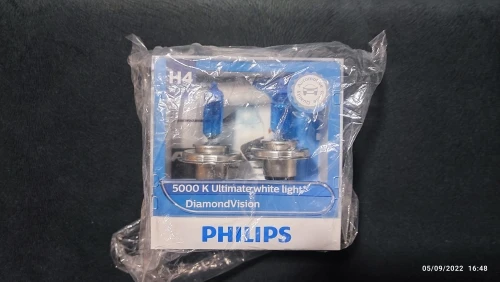 H4
5000 K Ultimate white light
DiamondVision
PHILIPS
05/09/2022 16:48